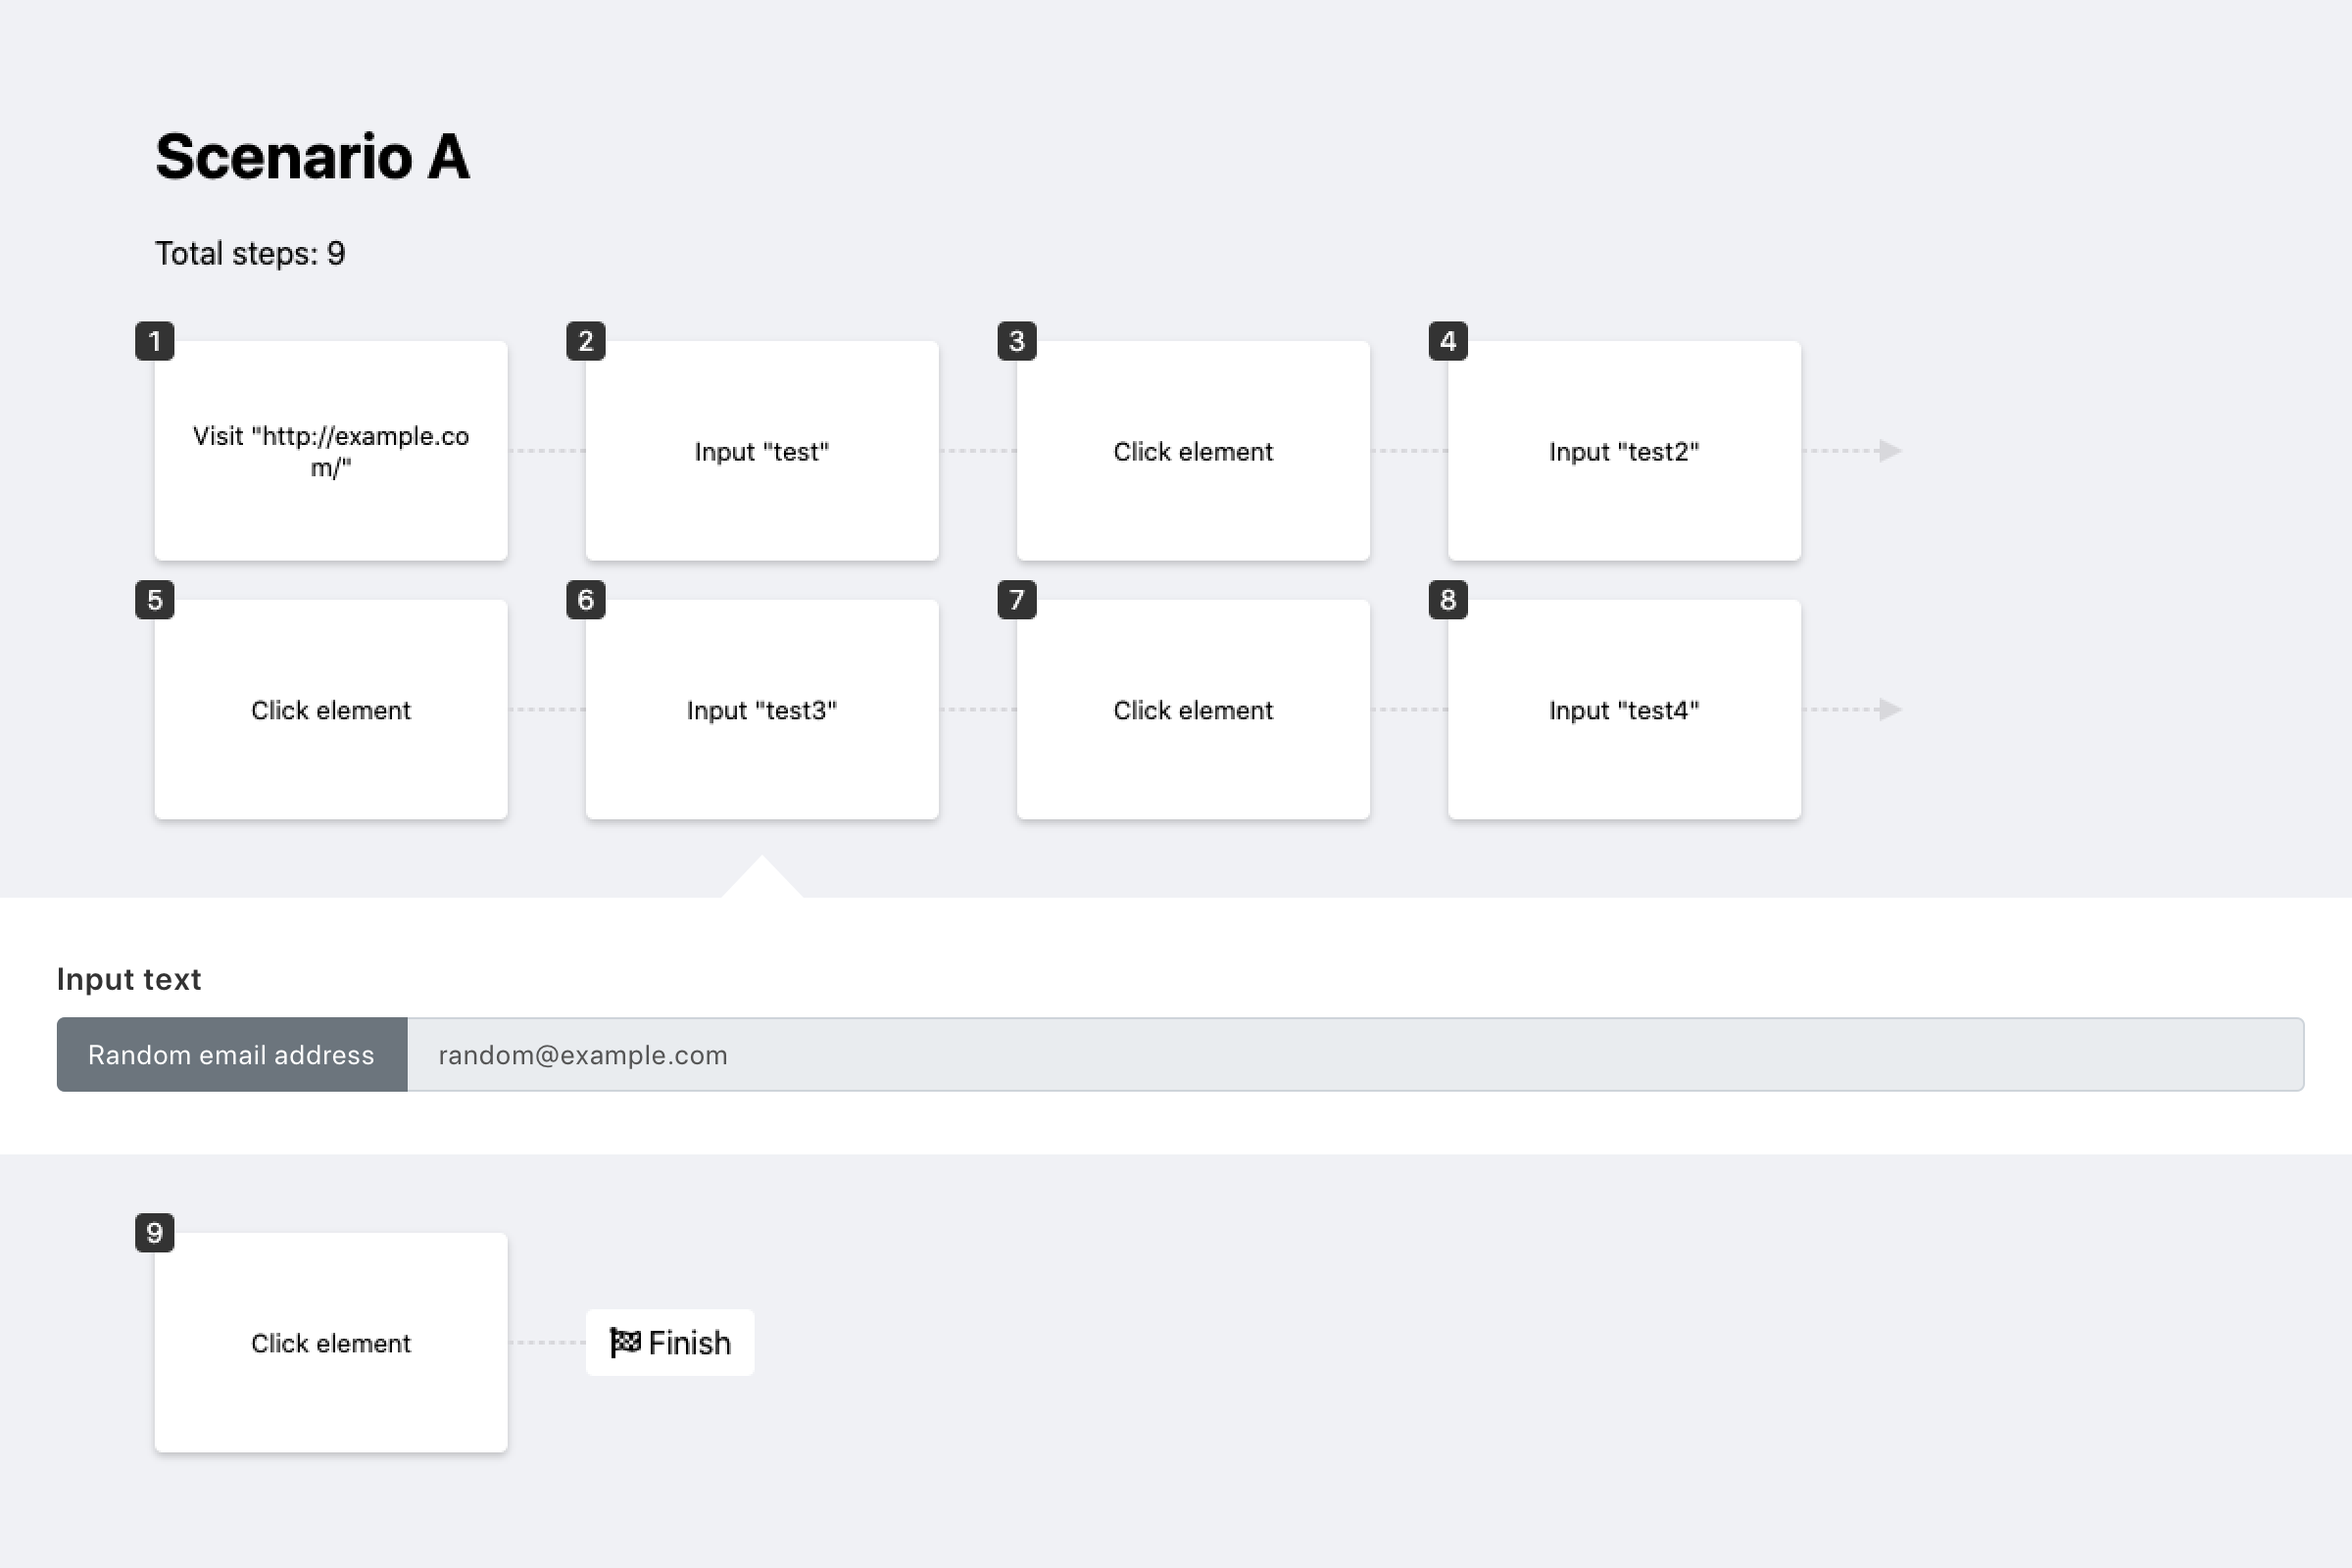 Scenario A
Total steps: 9
1
Visit "http://example.co
m/"
2
Input "test"
3
Click element
4
Input "test2"
5
Click element
6
Input "test3"
7
Click element
8
Input "test4"
Input text
Random email address
random@example.com
9
Click element
Finish